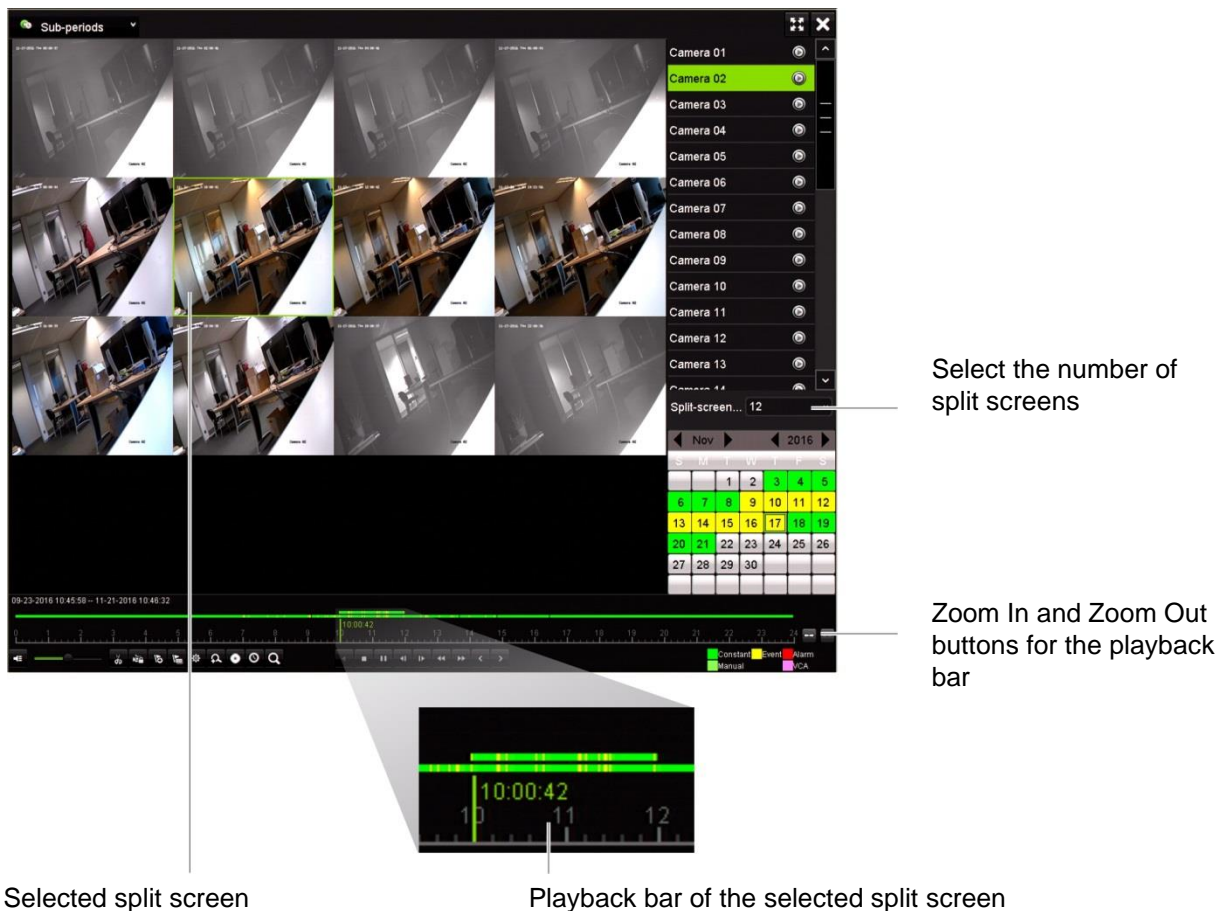 Sub-periods
Camera 01
Camera 02
Camera 03
Camera 04
Camera 05
Camera 06
Camera 07
Camera 08
Camera 09
Camera 10
Camera 11
Camera 12
Camera 13
Split-screen... 12
Nov 2016
S M T W T F S
1 2 3 4 5
6 7 8 9 10 11 12
13 14 15 16 17 18 19
20 21 22 23 24 25 26
27 28 29 30
09-23-2016 10:45:58 -- 11-21-2016 10:46:32
10:00:42
0 1 2 3 4 5 6 7 8 9 10 11 12 13 14 15 16 17 18 19 20 21 22 23 24
Constant Event Alarm
Manual VCA
Select the number of
split screens
Zoom In and Zoom Out
buttons for the playback
bar
10:00:42
10 11 12
Selected split screen
Playback bar of the selected split screen